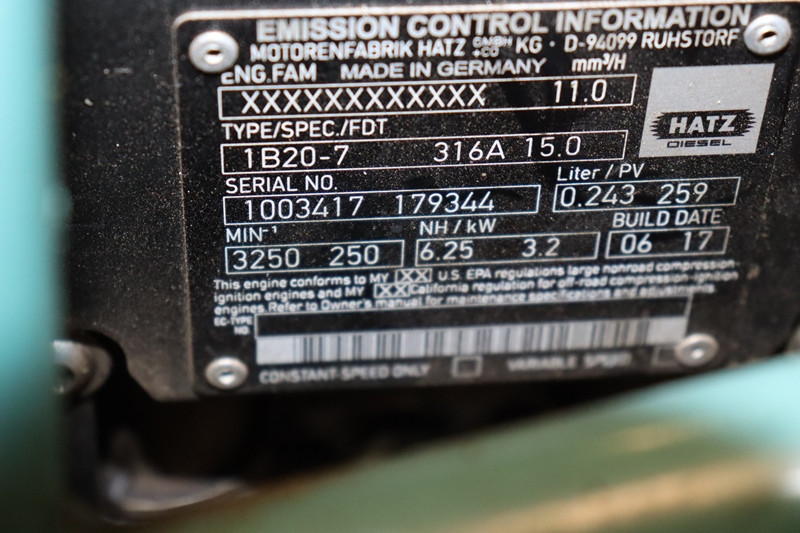 EMISSION CONTROL INFORMATION
MOTORENFABRIK HATZ GMBH +CO KG · D-94099 RUHSTORF
ENG.FAM MADE IN GERMANY mm³/H
XXXXXXXXXXXX 11.0
HATZ
DIESEL
TYPE/SPEC./FDT
1B20-7 316A 15.0
SERIAL NO. Liter / PV
1003417 179344 0.243 259
MIN⁻¹ NH / kW BUILD DATE
3250 250 6.25 3.2 06 17
This engine conforms to MY XX U.S. EPA regulations large nonroad compression-
ignition engines and MY XX California regulation for off-road compression-ignition
engines. Refer to Owner's manual for maintenance specifications and adjustments.
EC-TYPE
NO.
CONSTANT-SPEED ONLY VARIABLE SPEED